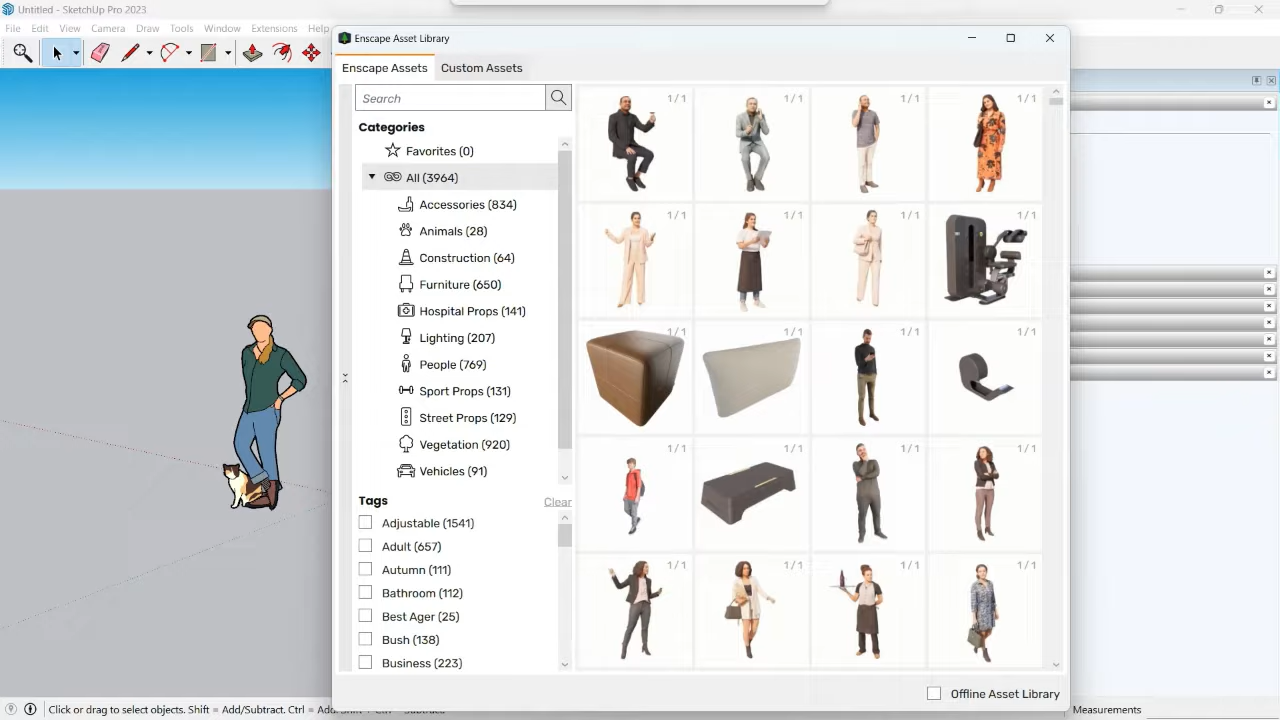 Untitled - SketchUp Pro 2023
File Edit View Camera Draw Tools Window Extensions Help
Enscape Asset Library
Enscape Assets Custom Assets
Search
Categories
Favorites (0)
All (3964)
Accessories (834)
Animals (28)
Construction (64)
Furniture (650)
Hospital Props (141)
Lighting (207)
People (769)
Sport Props (131)
Street Props (129)
Vegetation (920)
Vehicles (91)
Tags Clear
Adjustable (1541)
Adult (657)
Autumn (111)
Bathroom (112)
Best Ager (25)
Bush (138)
Business (223)
1 / 1 1 / 1 1 / 1 1 / 1
1 / 1 1 / 1 1 / 1 1 / 1
1 / 1 1 / 1 1 / 1 1 / 1
1 / 1 1 / 1 1 / 1 1 / 1
1 / 1 1 / 1 1 / 1 1 / 1
Offline Asset Library
Click or drag to select objects. Shift = Add/Subtract. Ctrl = Add. Measurements